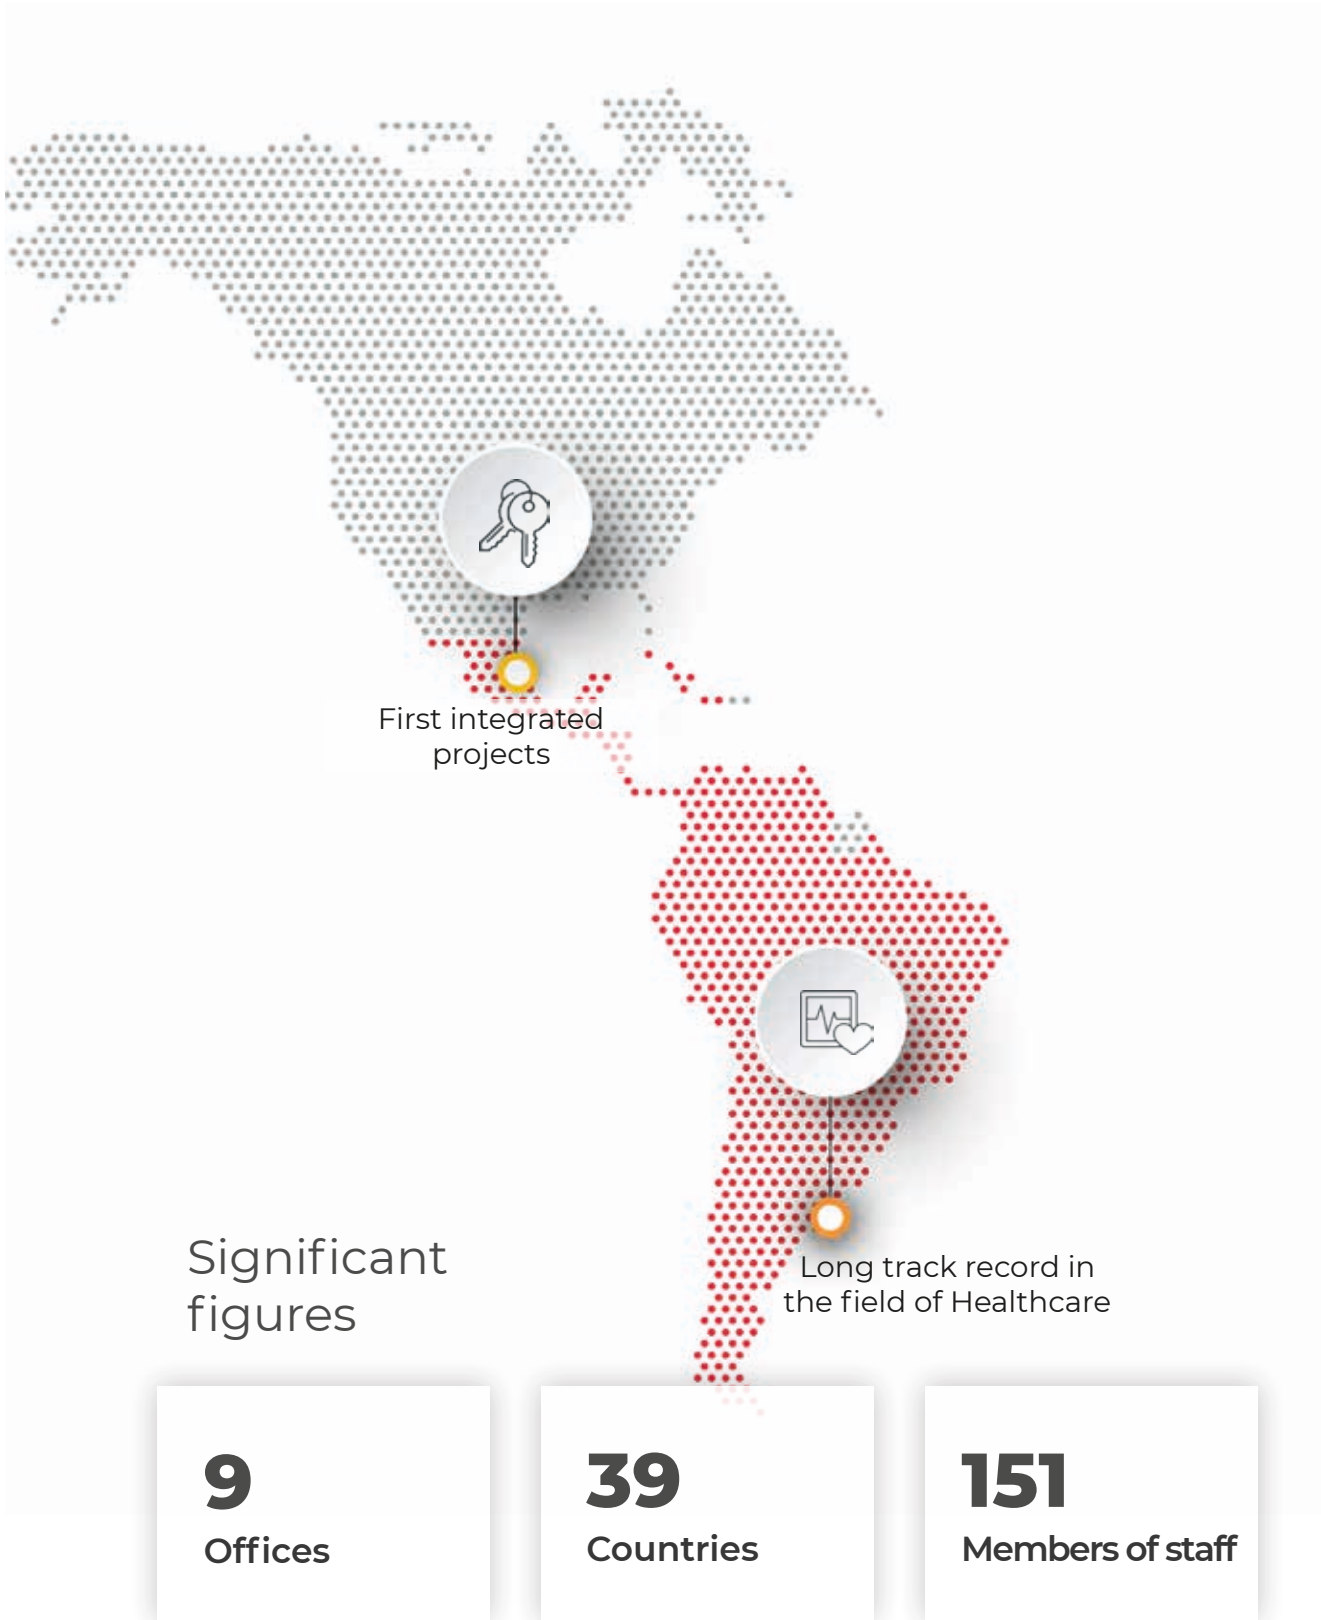 First integrated
projects
Long track record in
the field of Healthcare
Significant
figures
9
Offices
39
Countries
151
Members of staff